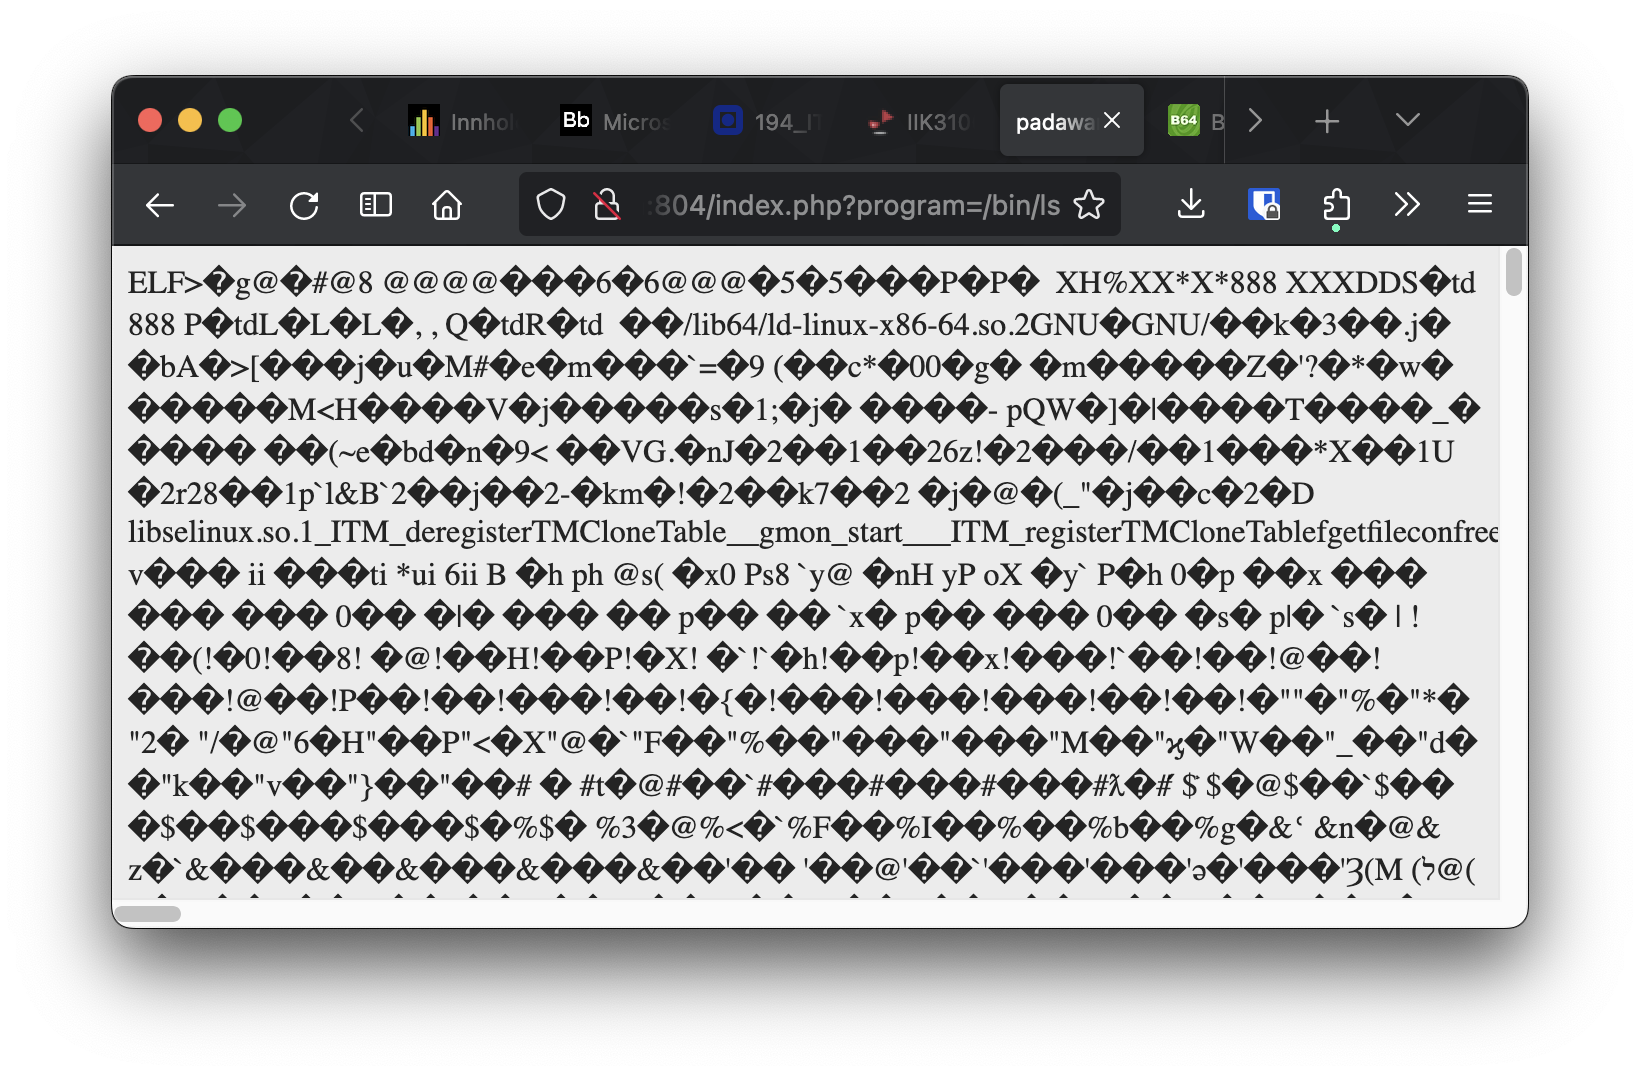 Innhol
Bb Micros
194_IT
IIK310
padawa
B64 B
:804/index.php?program=/bin/ls
ELF>�g@�#@8 @@@@���6�6@@@�5�5���P�P� XH%XX*X*888 XXXDDS�td
888 P�tdL�L�L�, , Q�tdR�td ��/lib64/ld-linux-x86-64.so.2GNU�GNU/��k�3��.j�
�bA�>[���j�u�M#�e�m���`=�9 (��c*�00�g� �m�����Z�'?�*�w�
�����M<H����V�j�����s�1;�j� ����- pQW�]�|����T����_�
���� ��(~e�bd�n�9< ��VG.�nJ�2��1��26z!�2���/��1���*X��1U
�2r28��1p`l&B`2��j��2-�km�!�2��k7��2 �j�@�(_"�j��c�2�D
libselinux.so.1_ITM_deregisterTMCloneTable__gmon_start___ITM_registerTMCloneTablefgetfileconfree
v��� ii ���ti *ui 6ii B �h ph @s( �x0 Ps8 `y@ �nH yP oX �y` P�h 0�p ��x ���
��� ��� 0�� �|� ��� �� p�� �� `x� p�� ��� 0�� �s� p|� `s� | !
��(!�0!��8! �@!��H!��P!�X! �`!`�h!��p!��x!���!`��!��!@��!
���!@��!P��!��!���!��!�{�!���!���!���!��!��!�""�"%�"*�
"2� "/�@"6�H"��P"<�X"@�`"F��"%��"���"���"M��"ϗ�"W��"_��"d�
�"k��"v��"}��"��# � #t�@#��`#���#���#���#ƛ�# $ $�@$��`$��
�$��$���$���$�%$� %3�@%<�`%F��%I��%��%b��%g�&ʿ &n�@&
z�`&���&��&���&���&��'�� '��@'��`'���'���'ə�'���'Ȝ(M (ל@(